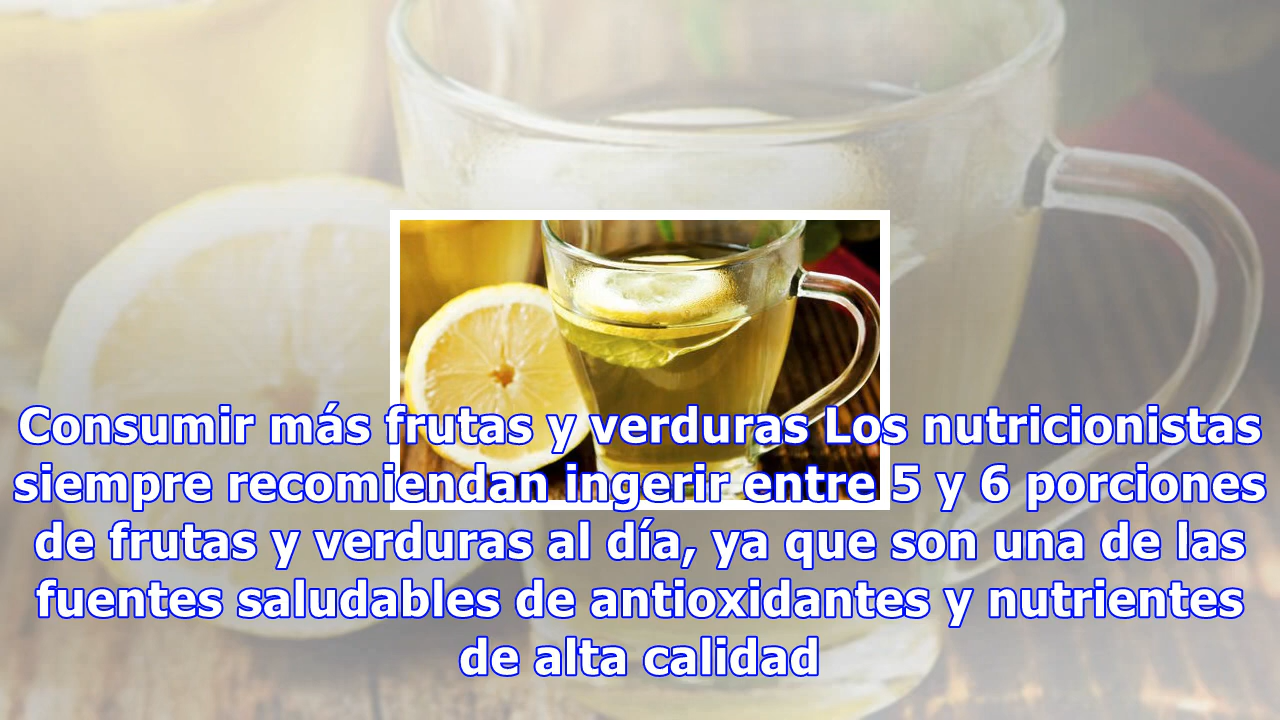 Consumir más frutas y verduras Los nutricionistas
siempre recomiendan ingerir entre 5 y 6 porciones
de frutas y verduras al día, ya que son una de las
fuentes saludables de antioxidantes y nutrientes
de alta calidad